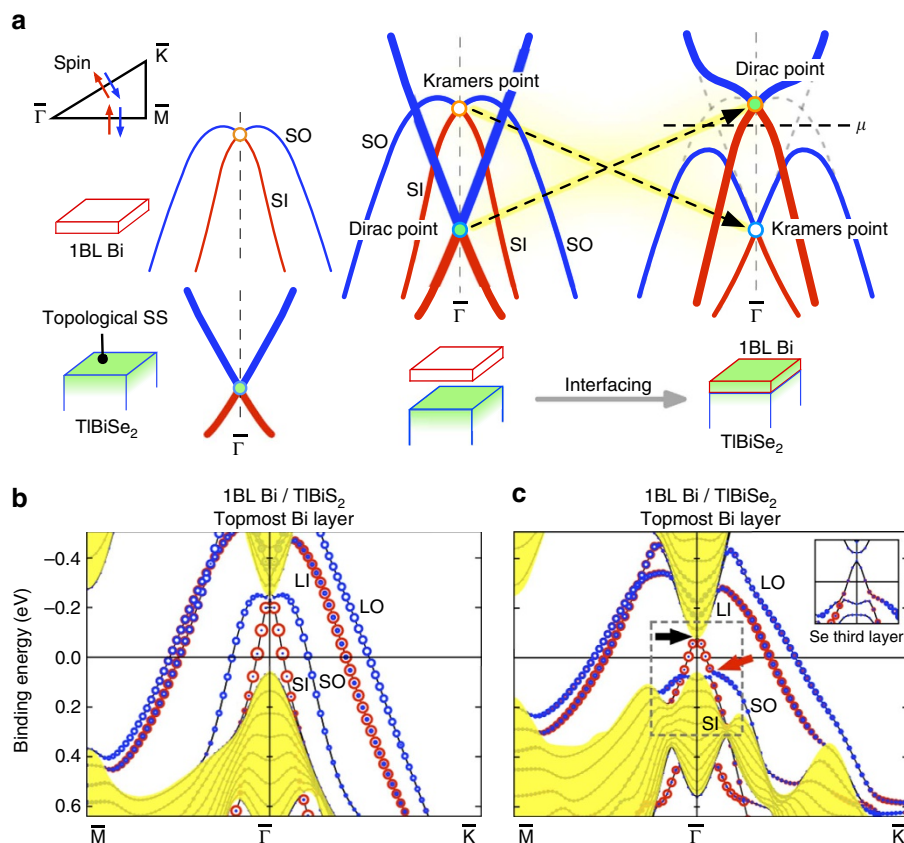 a
Spin
K̅
Γ̅
M̅
SO
SI
1BL Bi
Topological SS
TlBiSe₂
Γ̅
Kramers point
SO
SI
Dirac point
SI
SO
Γ̅
Dirac point
μ
Kramers point
Γ̅
Interfacing
1BL Bi
TlBiSe₂
b
1BL Bi / TlBiS₂
Topmost Bi layer
Binding energy (eV)
–0.4
–0.2
0.0
0.2
0.4
0.6
LI
LO
SI
SO
M̅
Γ̅
K̅
c
1BL Bi / TlBiSe₂
Topmost Bi layer
LO
LI
SO
SI
Se third layer
M̅
Γ̅
K̅